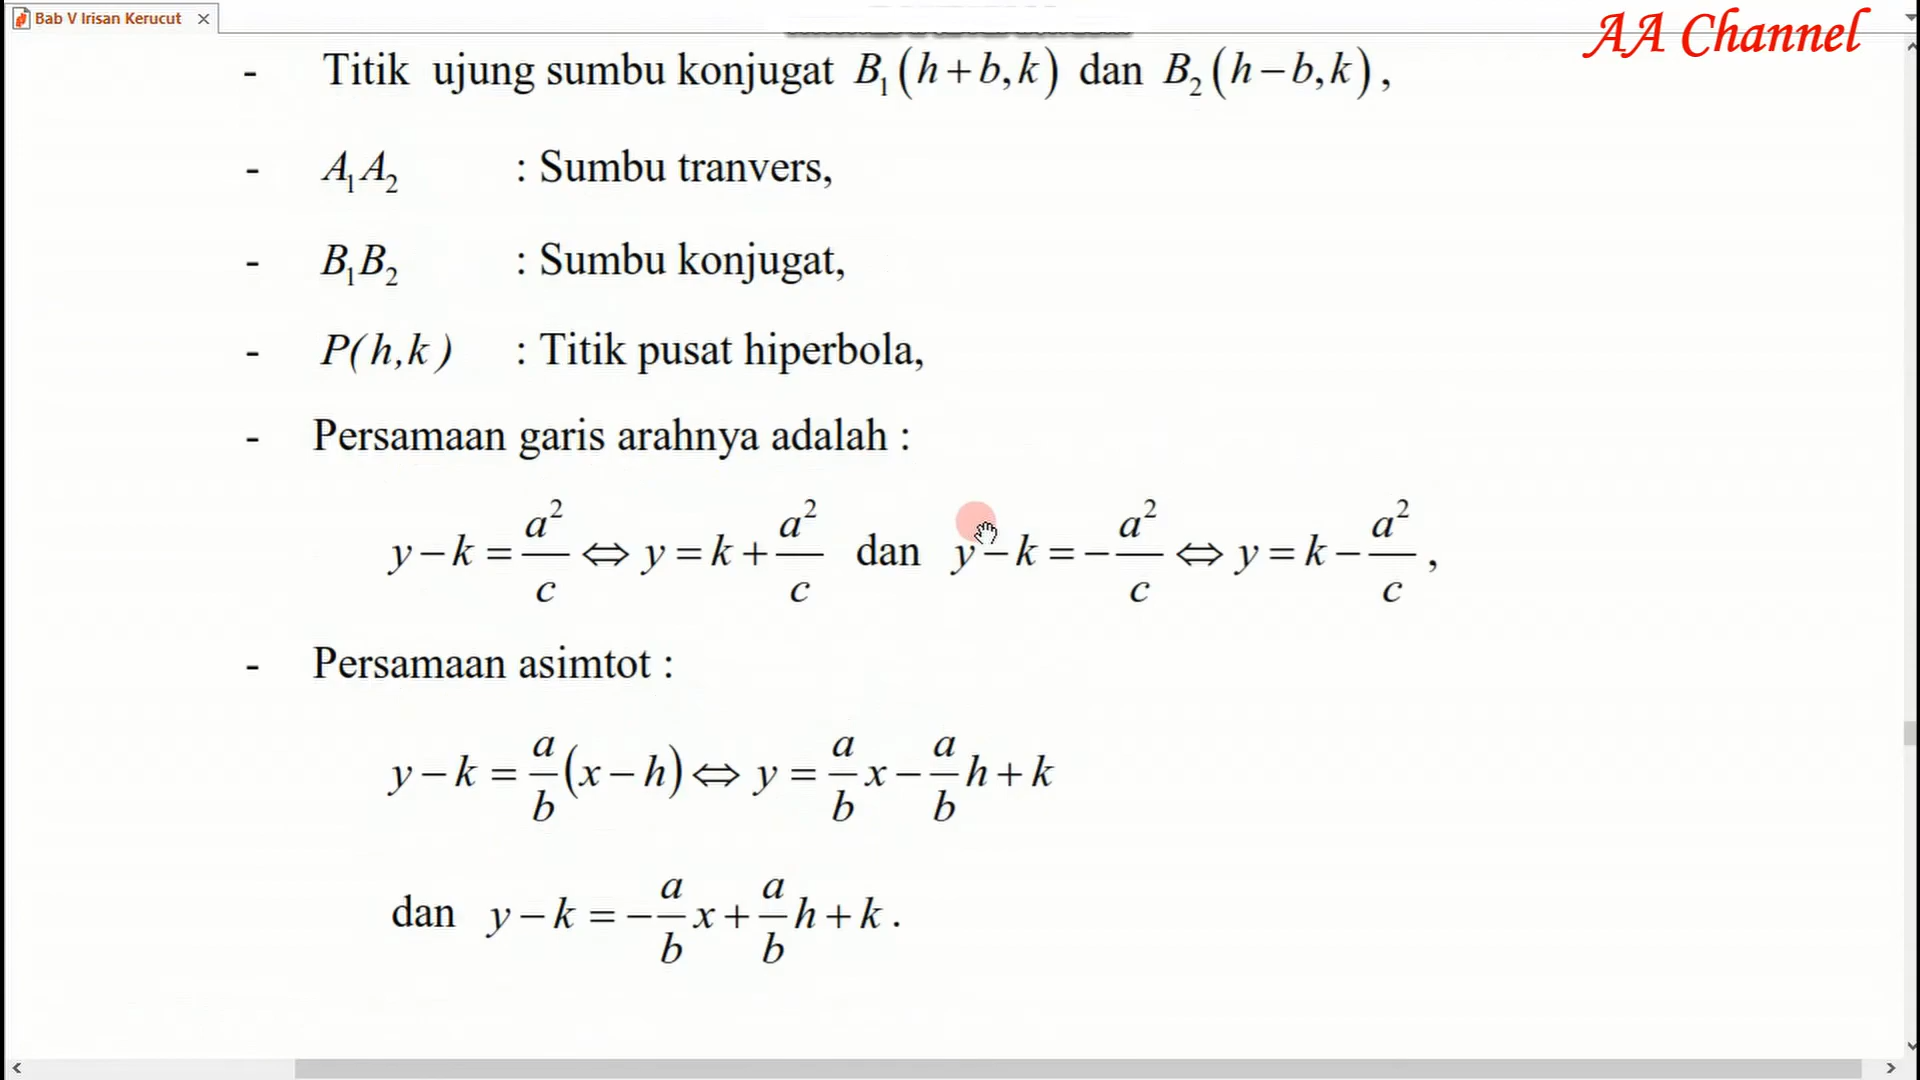 Bab V Irisan Kerucut
AA Channel
- Titik ujung sumbu konjugat B₁(h+b,k) dan B₂(h−b,k),
- A₁A₂ : Sumbu tranvers,
- B₁B₂ : Sumbu konjugat,
- P(h,k) : Titik pusat hiperbola,
- Persamaan garis arahnya adalah :
y−k = a²/c ⇔ y = k + a²/c dan y−k = −a²/c ⇔ y = k − a²/c ,
- Persamaan asimtot :
y−k = a/b (x−h) ⇔ y = a/b x − a/b h + k
dan y−k = −a/b x + a/b h + k .